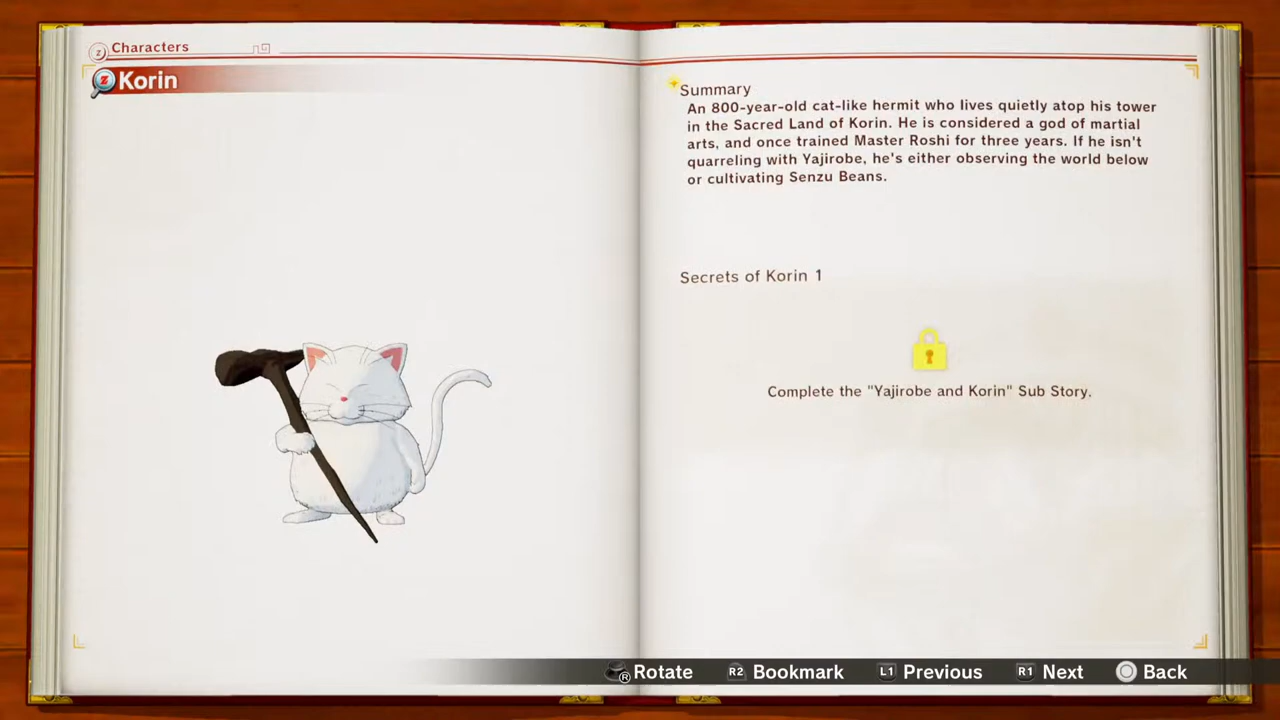 Characters
Korin
Summary
An 800-year-old cat-like hermit who lives quietly atop his tower
in the Sacred Land of Korin. He is considered a god of martial
arts, and once trained Master Roshi for three years. If he isn't
quarreling with Yajirobe, he's either observing the world below
or cultivating Senzu Beans.
Secrets of Korin 1
Complete the "Yajirobe and Korin" Sub Story.
R Rotate R2 Bookmark L1 Previous R1 Next Back